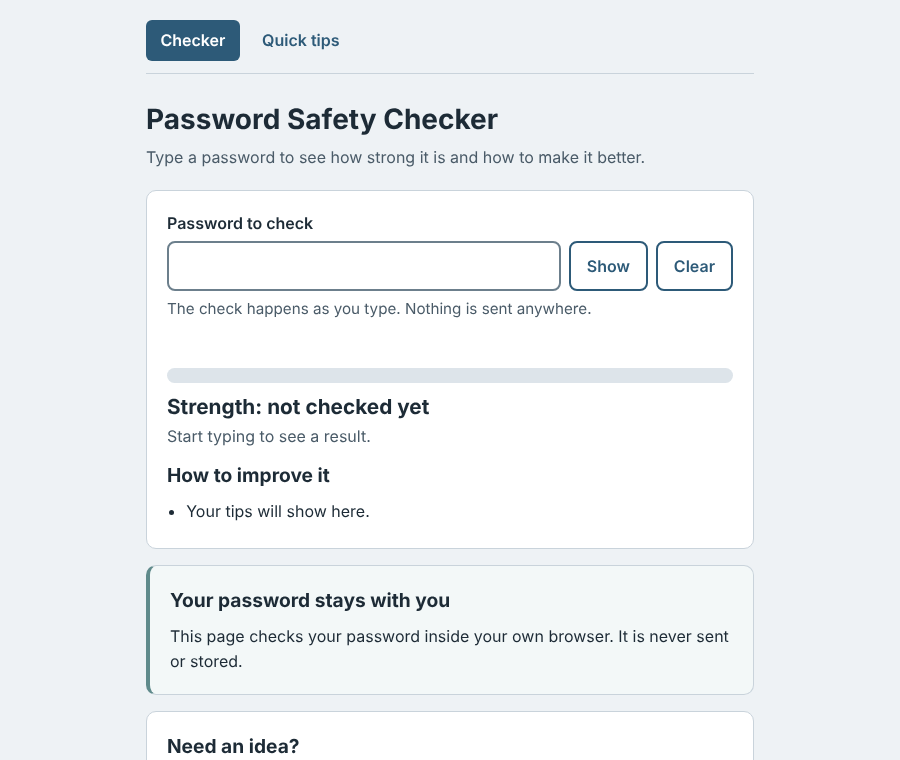 Checker
Quick tips
Password Safety Checker
Type a password to see how strong it is and how to make it better.
Password to check
Show
Clear
The check happens as you type. Nothing is sent anywhere.
Strength: not checked yet
Start typing to see a result.
How to improve it
• Your tips will show here.
Your password stays with you
This page checks your password inside your own browser. It is never sent
or stored.
Need an idea?